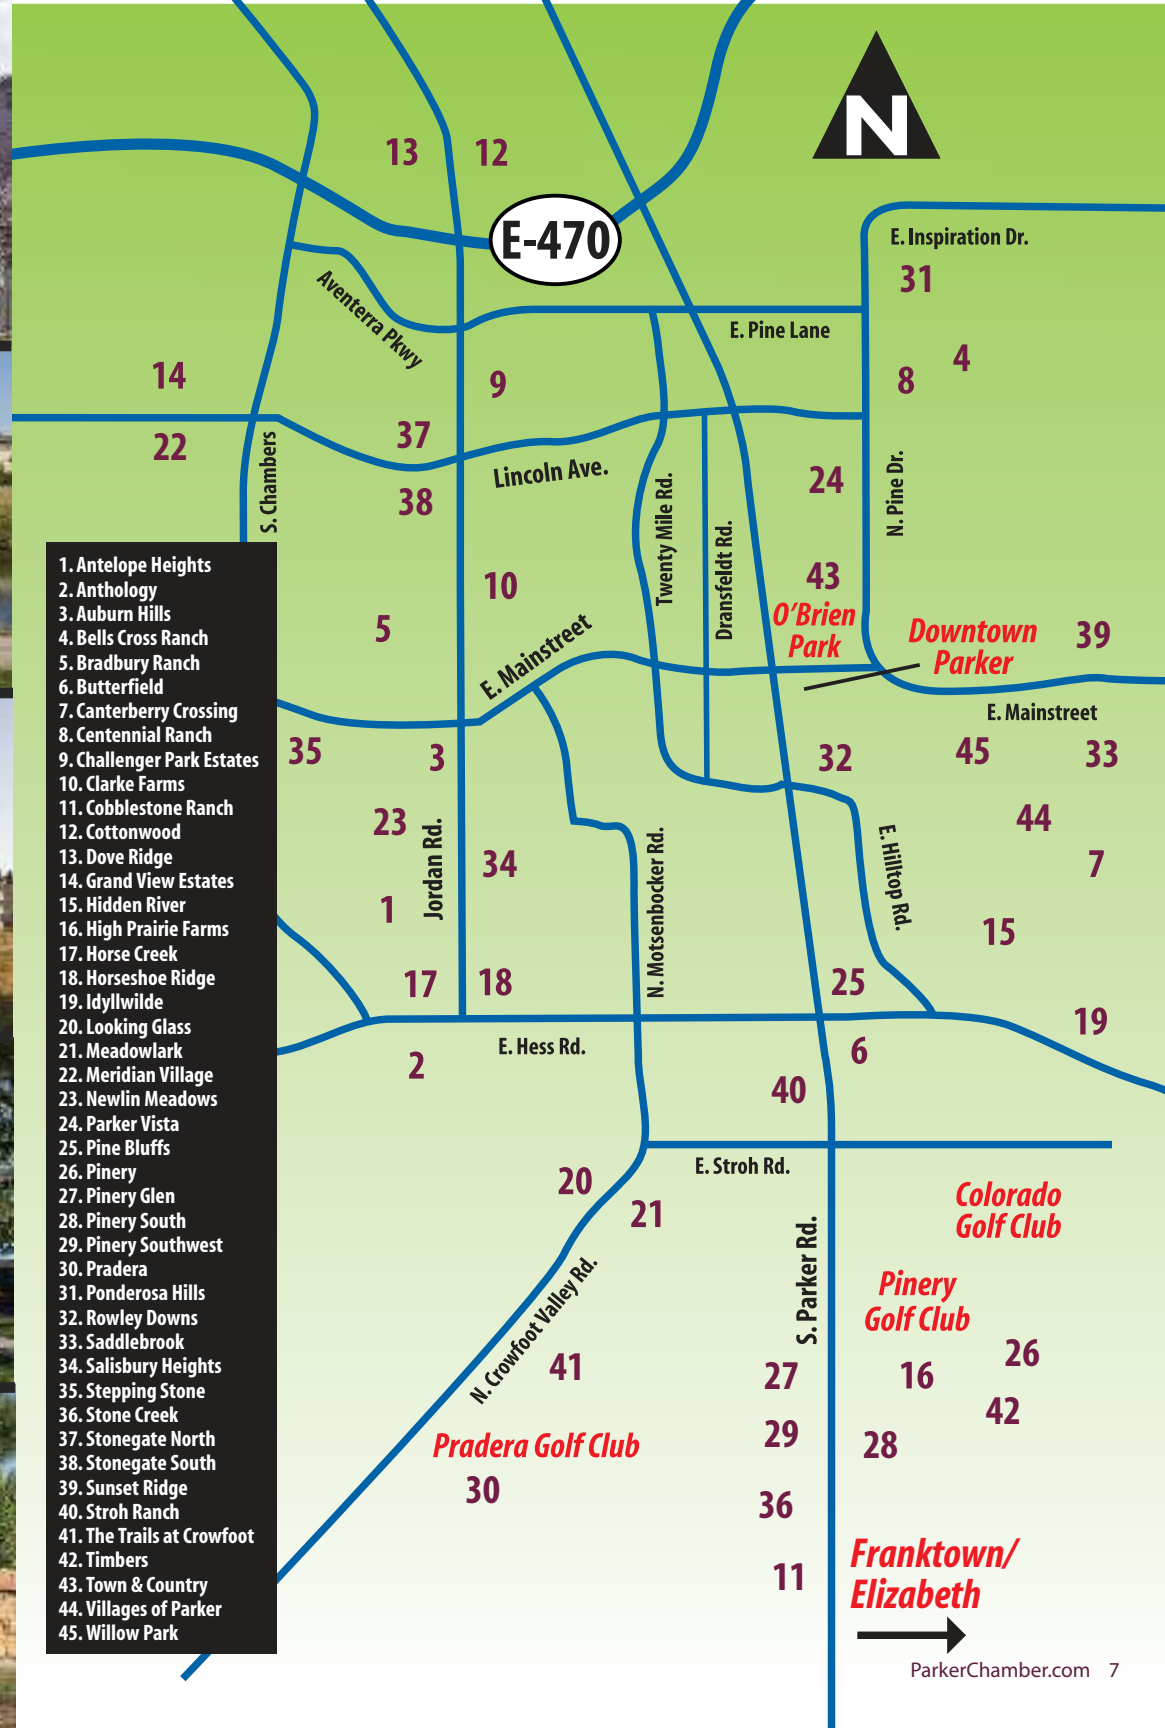 N
13
12
E-470
E. Inspiration Dr.
31
Aventerra Pkwy
E. Pine Lane
14
9
8
4
22
37
S. Chambers
Lincoln Ave.
38
24
N. Pine Dr.
Twenty Mile Rd.
Dransfeldt Rd.
10
43
5
E. Mainstreet
O'Brien
Park
Downtown
Parker
39
E. Mainstreet
35
3
32
45
33
23
Jordan Rd.
34
N. Motsenbocker Rd.
E. Hilltop Rd.
44
7
1
15
17
18
25
19
2
E. Hess Rd.
6
40
E. Stroh Rd.
20
21
Colorado
Golf Club
S. Parker Rd.
N. Crowfoot Valley Rd.
Pinery
Golf Club
41
27
16
26
42
Pradera Golf Club
29
28
30
36
11
Franktown/
Elizabeth
1. Antelope Heights
2. Anthology
3. Auburn Hills
4. Bells Cross Ranch
5. Bradbury Ranch
6. Butterfield
7. Canterberry Crossing
8. Centennial Ranch
9. Challenger Park Estates
10. Clarke Farms
11. Cobblestone Ranch
12. Cottonwood
13. Dove Ridge
14. Grand View Estates
15. Hidden River
16. High Prairie Farms
17. Horse Creek
18. Horseshoe Ridge
19. Idyllwilde
20. Looking Glass
21. Meadowlark
22. Meridian Village
23. Newlin Meadows
24. Parker Vista
25. Pine Bluffs
26. Pinery
27. Pinery Glen
28. Pinery South
29. Pinery Southwest
30. Pradera
31. Ponderosa Hills
32. Rowley Downs
33. Saddlebrook
34. Salisbury Heights
35. Stepping Stone
36. Stone Creek
37. Stonegate North
38. Stonegate South
39. Sunset Ridge
40. Stroh Ranch
41. The Trails at Crowfoot
42. Timbers
43. Town & Country
44. Villages of Parker
45. Willow Park
ParkerChamber.com 7